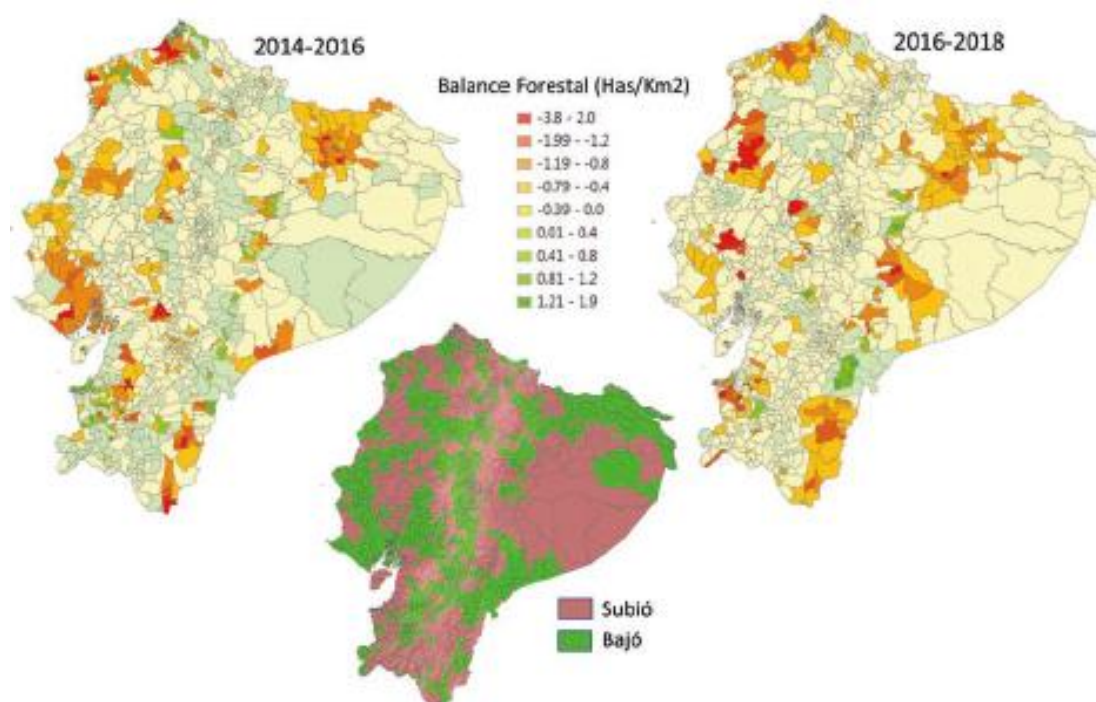 2014-2016
2016-2018
Balance Forestal (Has/Km2)
-3.8 - 2.0
-1.99 - -1.2
-1.19 - -0.8
-0.79 - -0.4
-0.39 - 0.0
0.01 - 0.4
0.41 - 0.8
0.81 - 1.2
1.21 - 1.9
Subió
Bajó